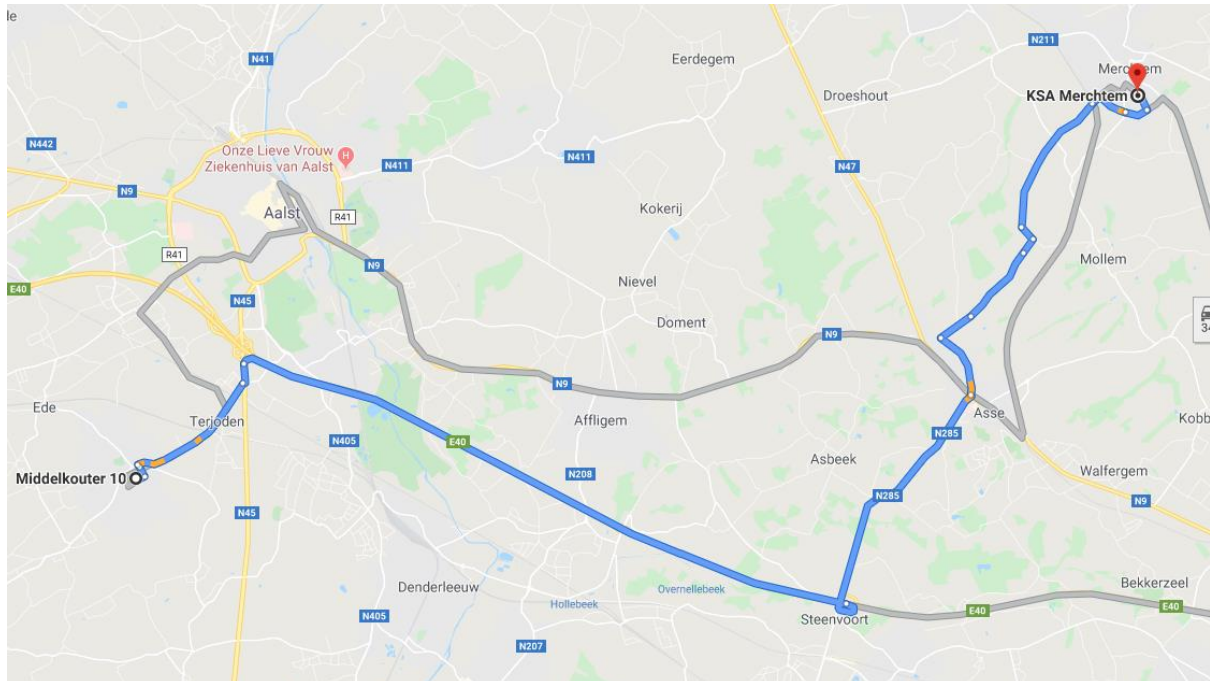 le
N41
Eerdegem
N211
Merchtem
KSA Merchtem
Droeshout
N442
Onze Lieve Vrouw
Ziekenhuis van Aalst
H
N411
N411
N9
N47
Aalst
R41
Kokerij
R41
N9
Mollem
E40
N45
Nievel
Doment
34
N9
N9
Ede
Terjoden
Affligem
Asse
Kobb
N405
E40
N285
Asbeek
Middelkouter 10
N208
Walfergem
N285
N9
N45
Denderleeuw
Overnellebeek
Hollebeek
Bekkerzeel
Steenvoort
E40
E40
N405
N207